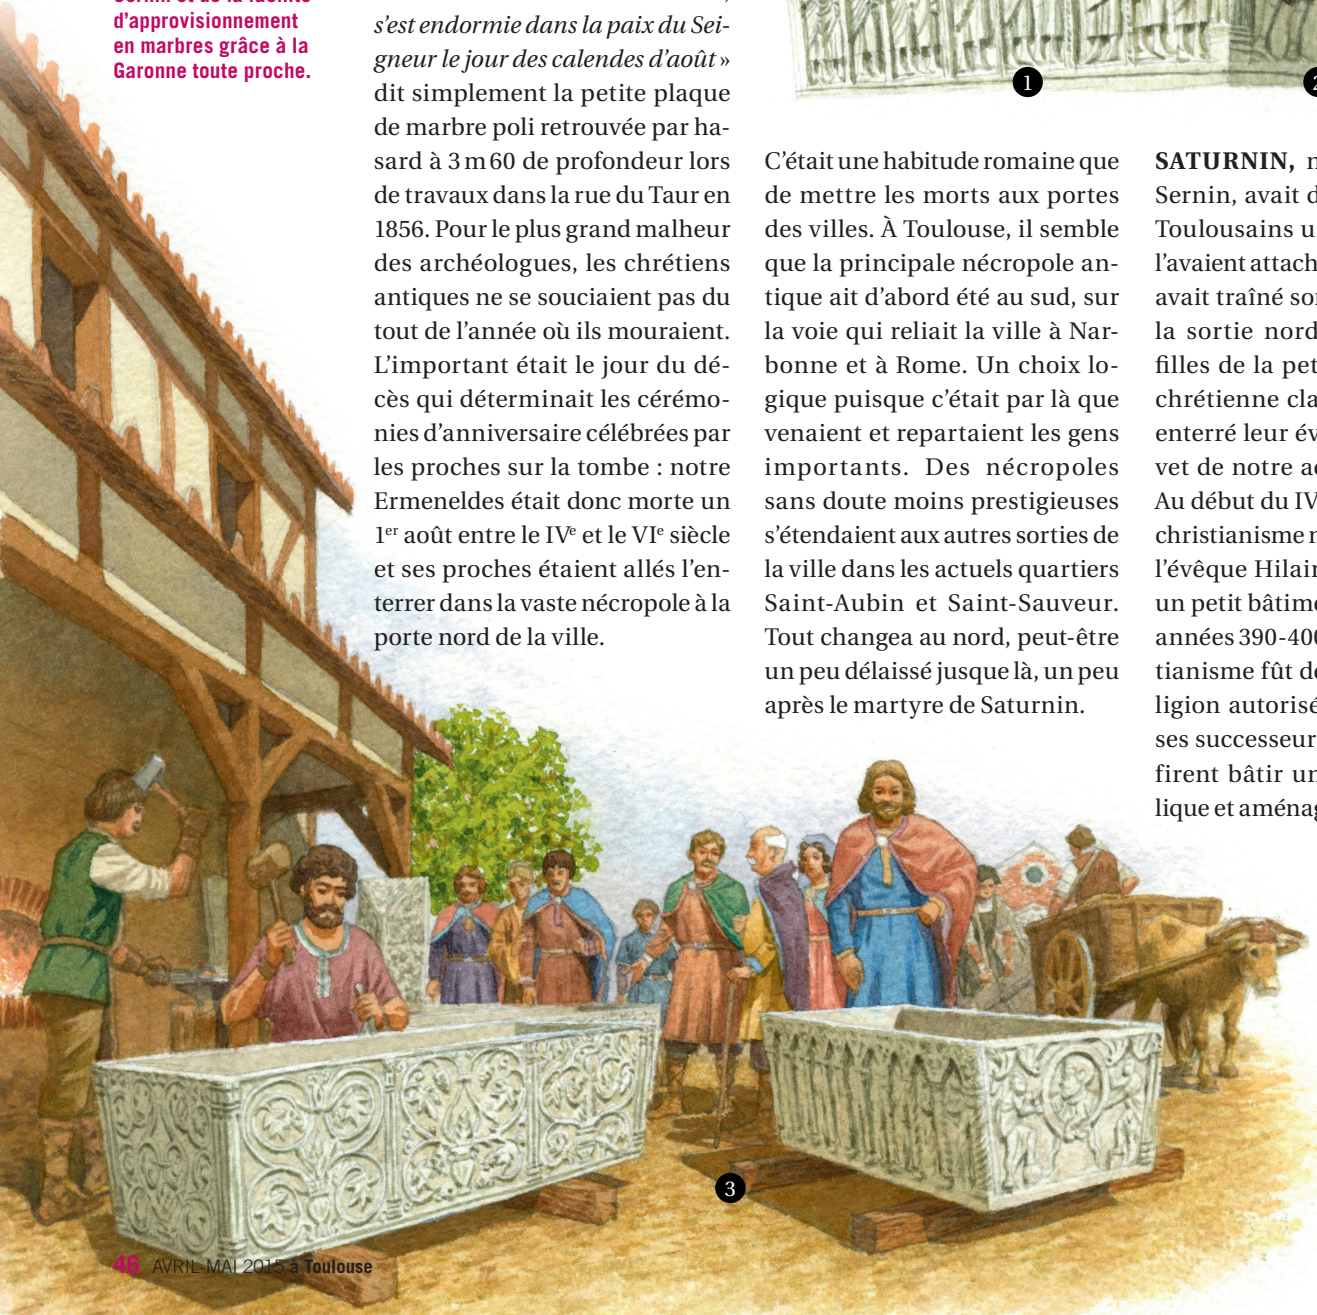 d’approvisionnement
en marbres grâce à la
Garonne toute proche.
s’est endormie dans la paix du Sei-
gneur le jour des calendes d’août »
dit simplement la petite plaque
de marbre poli retrouvée par ha-
sard à 3 m 60 de profondeur lors
de travaux dans la rue du Taur en
1856. Pour le plus grand malheur
des archéologues, les chrétiens
antiques ne se souciaient pas du
tout de l’année où ils mouraient.
L’important était le jour du dé-
cès qui déterminait les cérémo-
nies d’anniversaire célébrées par
les proches sur la tombe : notre
Ermeneldes était donc morte un
1er août entre le IVe et le VIe siècle
et ses proches étaient allés l’en-
terrer dans la vaste nécropole à la
porte nord de la ville.
1
C’était une habitude romaine que
de mettre les morts aux portes
des villes. À Toulouse, il semble
que la principale nécropole an-
tique ait d’abord été au sud, sur
la voie qui reliait la ville à Nar-
bonne et à Rome. Un choix lo-
gique puisque c’était par là que
venaient et repartaient les gens
importants. Des nécropoles
sans doute moins prestigieuses
s’étendaient aux autres sorties de
la ville dans les actuels quartiers
Saint-Aubin et Saint-Sauveur.
Tout changea au nord, peut-être
un peu délaissé jusque là, un peu
après le martyre de Saturnin.
SATURNIN,
Sernin, avait
Toulousains
l’avaient
avait traîné
la sortie nord
filles de la
chrétienne
enterré leur
vet de notre
Au début du
christianisme
l’évêque
un petit
années 390-400
tianisme fût
ligion
ses
firent bâtir
lique et
3
46 AVRIL-MAI 2015 à Toulouse